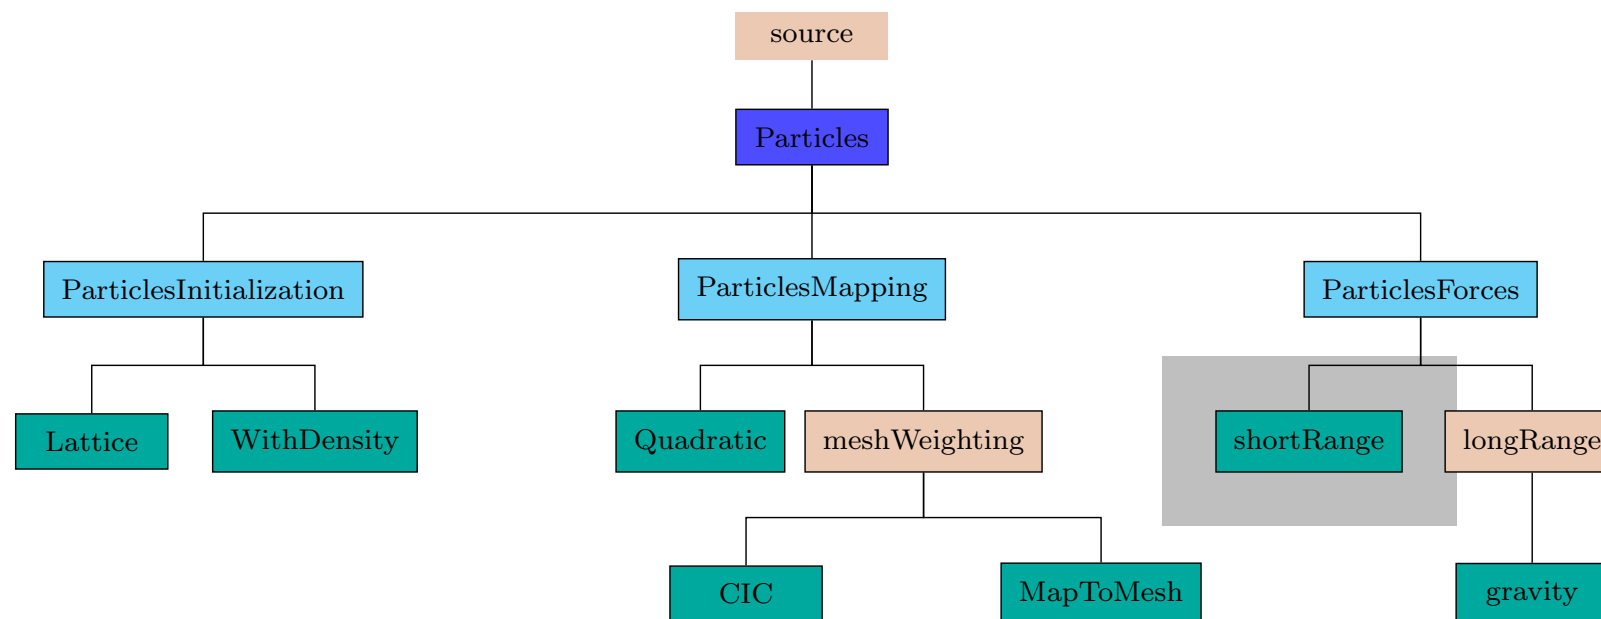 source
Particles
ParticlesInitialization
ParticlesMapping
ParticlesForces
Lattice
WithDensity
Quadratic
meshWeighting
shortRange
longRange
CIC
MapToMesh
gravity